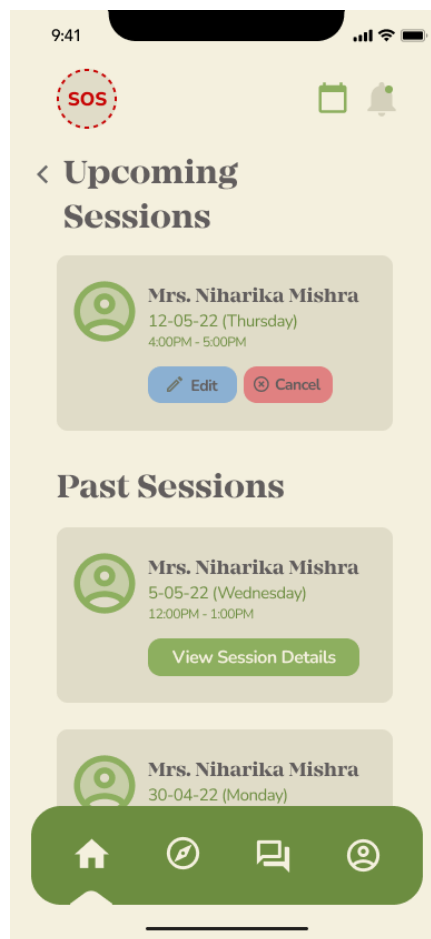 9:41
SOS
Upcoming
Sessions
Mrs. Niharika Mishra
12-05-22 (Thursday)
4:00PM - 5:00PM
Edit
Cancel
Past Sessions
Mrs. Niharika Mishra
5-05-22 (Wednesday)
12:00PM - 1:00PM
View Session Details
Mrs. Niharika Mishra
30-04-22 (Monday)